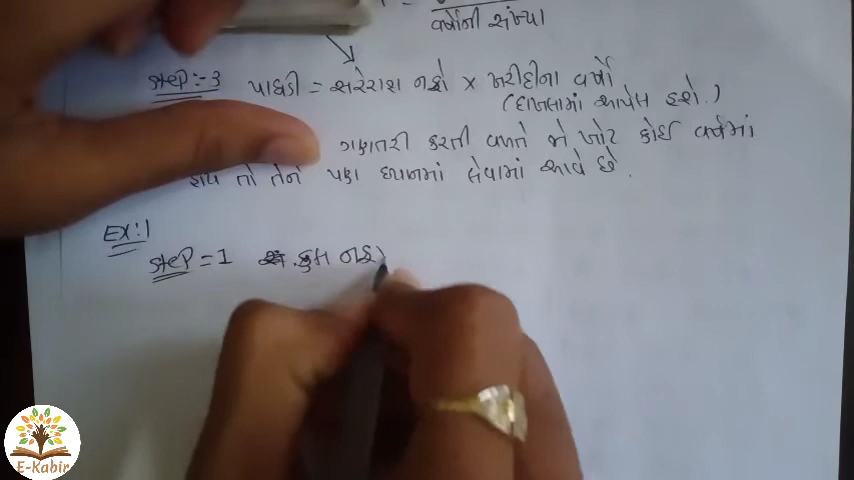 વર્ષોની સંખ્યા
Step:-3 પાઘડી = સરેરાશ નફો × ખરીદીના વર્ષો
(દાખલામાં આપેલ હશે.)
ગણતરી કરતી વખતે જો ખોટ કોઈ વર્ષમાં
હોય તો તેને પણ ધ્યાનમાં લેવામાં આવે છે.
EX:1
Step = 1 કુલ નફો
E-Kabir